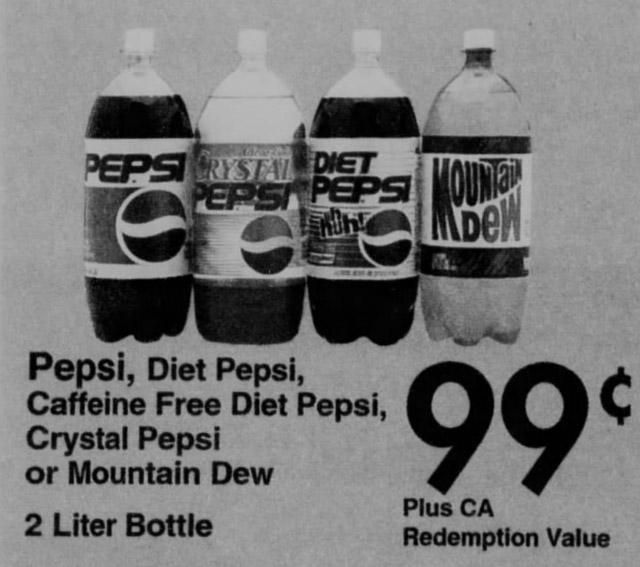 PEPSI
CRYSTAL
PEPSI
DIET
PEPSI
UhHuh!
MOUNTAIN
DEW
Pepsi, Diet Pepsi,
Caffeine Free Diet Pepsi,
Crystal Pepsi
or Mountain Dew
2 Liter Bottle
99¢
Plus CA
Redemption Value